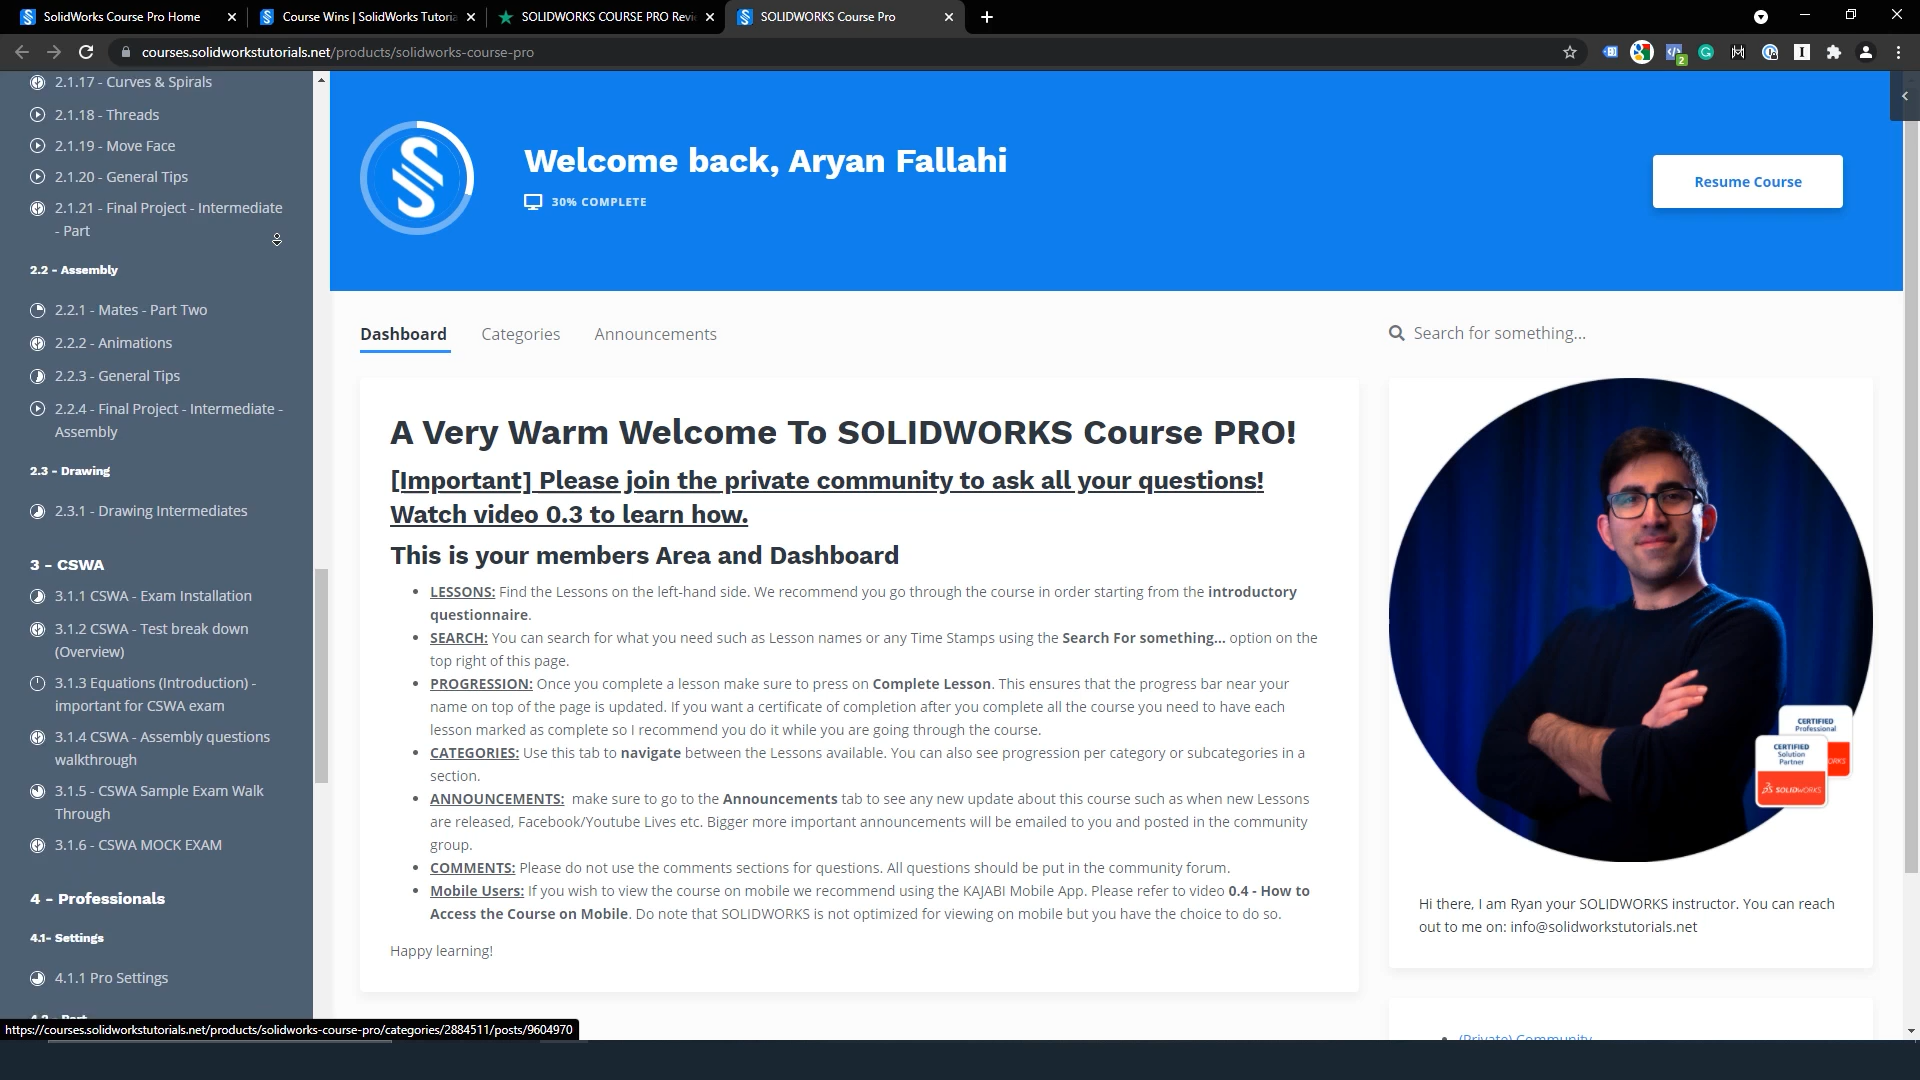 SolidWorks Course Pro Home
Course Wins | SolidWorks Tutoria
SOLIDWORKS COURSE PRO Revie
SOLIDWORKS Course Pro
courses.solidworkstutorials.net/products/solidworks-course-pro
2
2.1.17 - Curves & Spirals
2.1.18 - Threads
2.1.19 - Move Face
2.1.20 - General Tips
2.1.21 - Final Project - Intermediate
- Part
2.2 - Assembly
2.2.1 - Mates - Part Two
2.2.2 - Animations
2.2.3 - General Tips
2.2.4 - Final Project - Intermediate -
Assembly
2.3 - Drawing
2.3.1 - Drawing Intermediates
3 - CSWA
3.1.1 CSWA - Exam Installation
3.1.2 CSWA - Test break down
(Overview)
3.1.3 Equations (Introduction) -
important for CSWA exam
3.1.4 CSWA - Assembly questions
walkthrough
3.1.5 - CSWA Sample Exam Walk
Through
3.1.6 - CSWA MOCK EXAM
4 - Professionals
4.1- Settings
4.1.1 Pro Settings
https://courses.solidworkstutorials.net/products/solidworks-course-pro/categories/2884511/posts/9604970
Welcome back, Aryan Fallahi
30% COMPLETE
Resume Course
Dashboard
Categories
Announcements
Search for something...
A Very Warm Welcome To SOLIDWORKS Course PRO!
[Important] Please join the private community to ask all your questions!
Watch video 0.3 to learn how.
This is your members Area and Dashboard
• LESSONS: Find the Lessons on the left-hand side. We recommend you go through the course in order starting from the introductory
questionnaire.
• SEARCH: You can search for what you need such as Lesson names or any Time Stamps using the Search For something... option on the
top right of this page.
• PROGRESSION: Once you complete a lesson make sure to press on Complete Lesson. This ensures that the progress bar near your
name on top of the page is updated. If you want a certificate of completion after you complete all the course you need to have each
lesson marked as complete so I recommend you do it while you are going through the course.
• CATEGORIES: Use this tab to navigate between the Lessons available. You can also see progression per category or subcategories in a
section.
• ANNOUNCEMENTS: make sure to go to the Announcements tab to see any new update about this course such as when new Lessons
are released, Facebook/Youtube Lives etc. Bigger more important announcements will be emailed to you and posted in the community
group.
• COMMENTS: Please do not use the comments sections for questions. All questions should be put in the community forum.
• Mobile Users: If you wish to view the course on mobile we recommend using the KAJABI Mobile App. Please refer to video 0.4 - How to
Access the Course on Mobile. Do note that SOLIDWORKS is not optimized for viewing on mobile but you have the choice to do so.
Happy learning!
CERTIFIED
Professional
CERTIFIED
Solution
Partner
SOLIDWORKS
ORKS
Hi there, I am Ryan your SOLIDWORKS instructor. You can reach
out to me on: info@solidworkstutorials.net
• (Private) Community